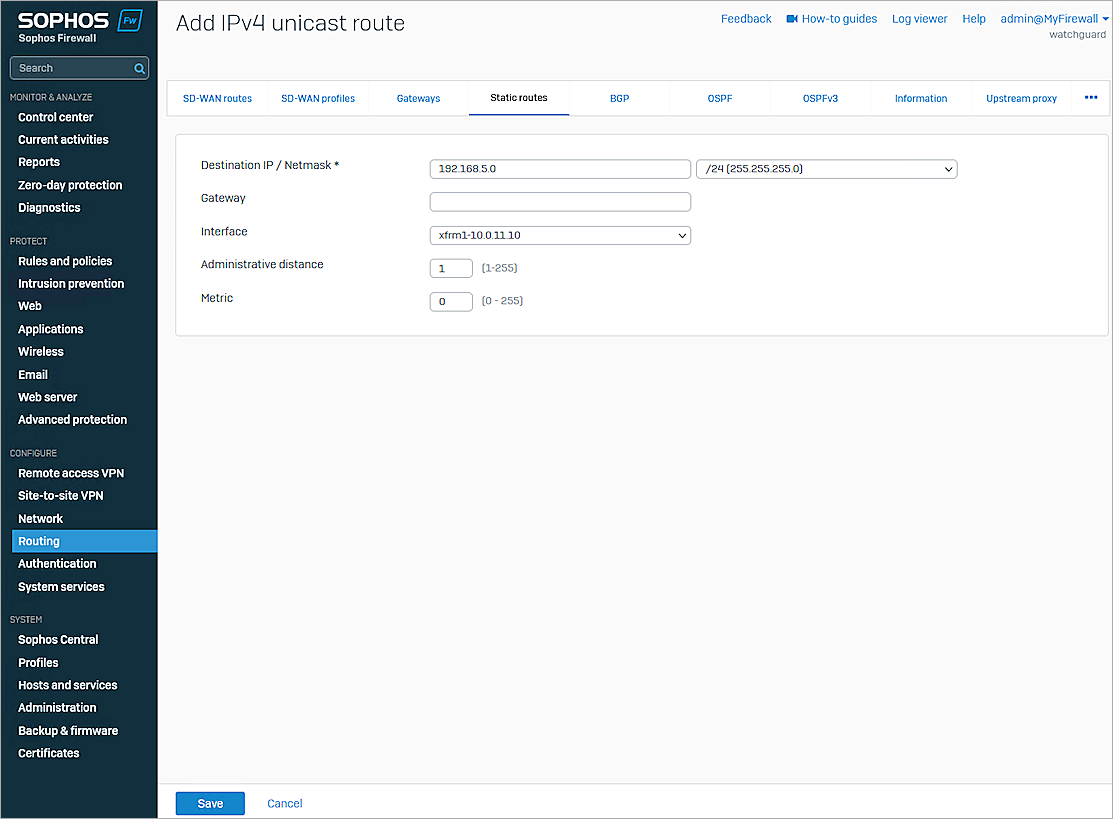 SOPHOS Fw
Sophos Firewall
Add IPv4 unicast route
Feedback How-to guides Log viewer Help admin@MyFirewall
watchguard
Search
MONITOR & ANALYZE
Control center
Current activities
Reports
Zero-day protection
Diagnostics
PROTECT
Rules and policies
Intrusion prevention
Web
Applications
Wireless
Email
Web server
Advanced protection
CONFIGURE
Remote access VPN
Site-to-site VPN
Network
Routing
Authentication
System services
SYSTEM
Sophos Central
Profiles
Hosts and services
Administration
Backup & firmware
Certificates
SD-WAN routes SD-WAN profiles Gateways Static routes BGP OSPF OSPFv3 Information Upstream proxy •••
Destination IP / Netmask * 192.168.5.0 /24 (255.255.255.0)
Gateway
Interface xfrm1-10.0.11.10
Administrative distance 1 (1-255)
Metric 0 (0 - 255)
Save Cancel